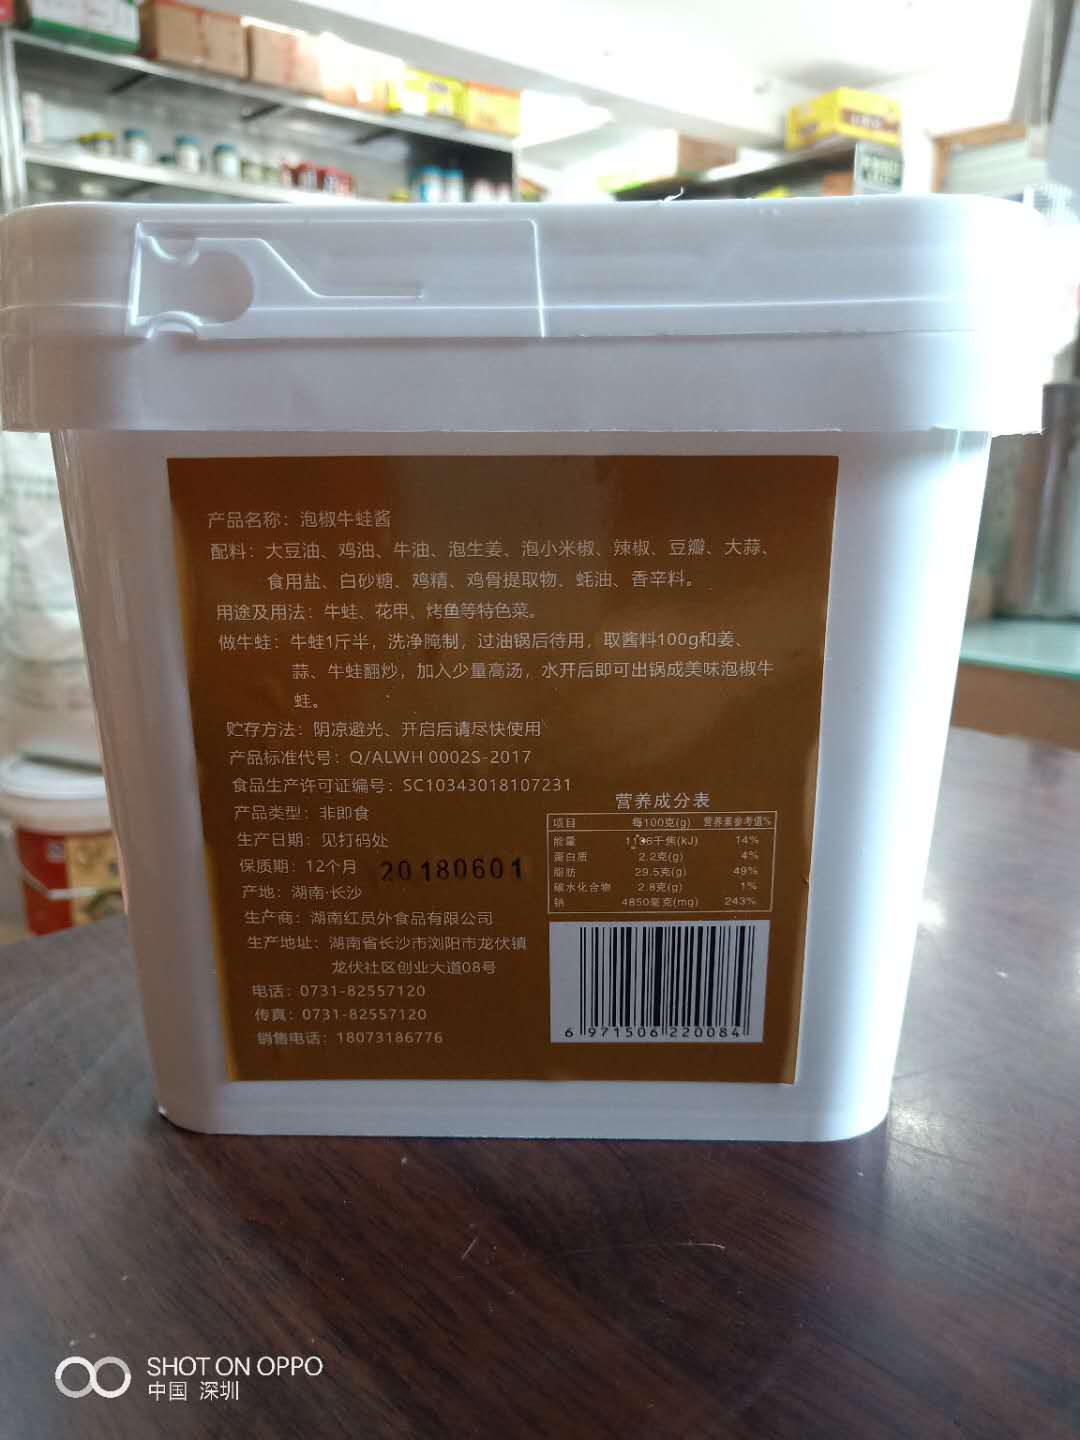 产品名称：泡椒牛蛙酱
配料：大豆油、鸡油、牛油、泡生姜、泡小米椒、辣椒、豆瓣、大蒜、
食用盐、白砂糖、鸡精、鸡骨提取物、蚝油、香辛料。
用途及用法：牛蛙、花甲、烤鱼等特色菜。
做牛蛙：牛蛙1斤半，洗净腌制，过油锅后待用，取酱料100g和姜、
蒜、牛蛙翻炒，加入少量高汤，水开后即可出锅成美味泡椒牛
蛙。
贮存方法：阴凉避光、开启后请尽快使用
产品标准代号：Q/ALWH 0002S-2017
食品生产许可证编号：SC10343018107231
产品类型：非即食
生产日期：见打码处
保质期：12个月 20180601
产地：湖南·长沙
生产商：湖南红员外食品有限公司
生产地址：湖南省长沙市浏阳市龙伏镇
龙伏社区创业大道08号
电话：0731-82557120
传真：0731-82557120
销售电话：18073186776
营养成分表
项目 每100克(g) 营养素参考值%
能量 千焦(kJ) 14%
蛋白质 2.2克(g) 4%
脂肪 29.5克(g) 49%
碳水化合物 2.8克(g) 1%
钠 4850毫克(mg) 243%
6 971506 220084
SHOT ON OPPO
中国 深圳